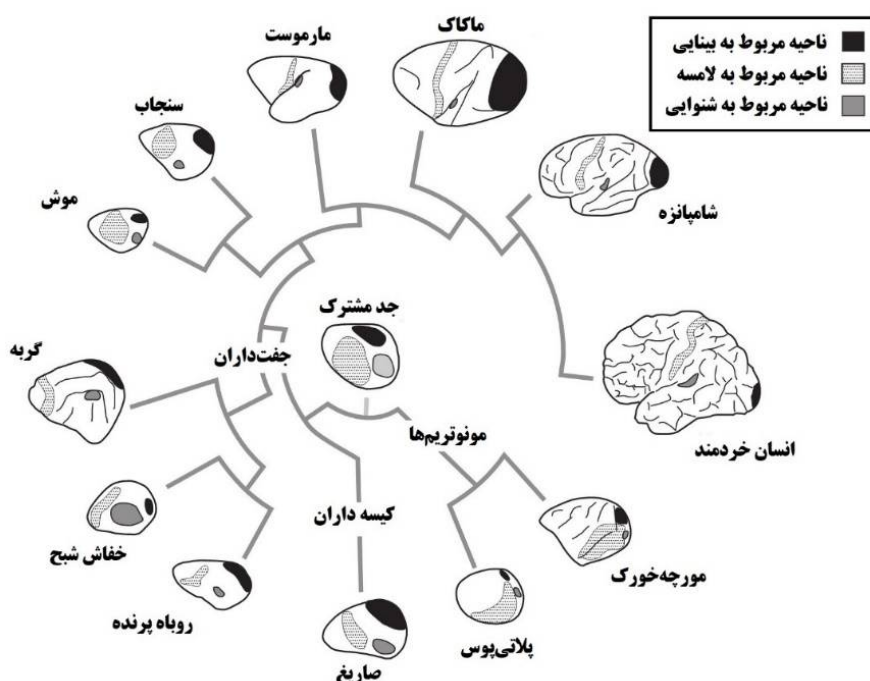 ناحیه مربوط به بینایی
ناحیه مربوط به لامسه
ناحیه مربوط به شنوایی
ماکاک
مارموست
سنجاب
شامپانزه
موش
جد مشترک
جفت‌داران
گربه
مونوتریم‌ها
انسان خردمند
کیسه داران
خفاش شبح
مورچه‌خورک
روباه پرنده
پلاتی‌پوس
صاریغ